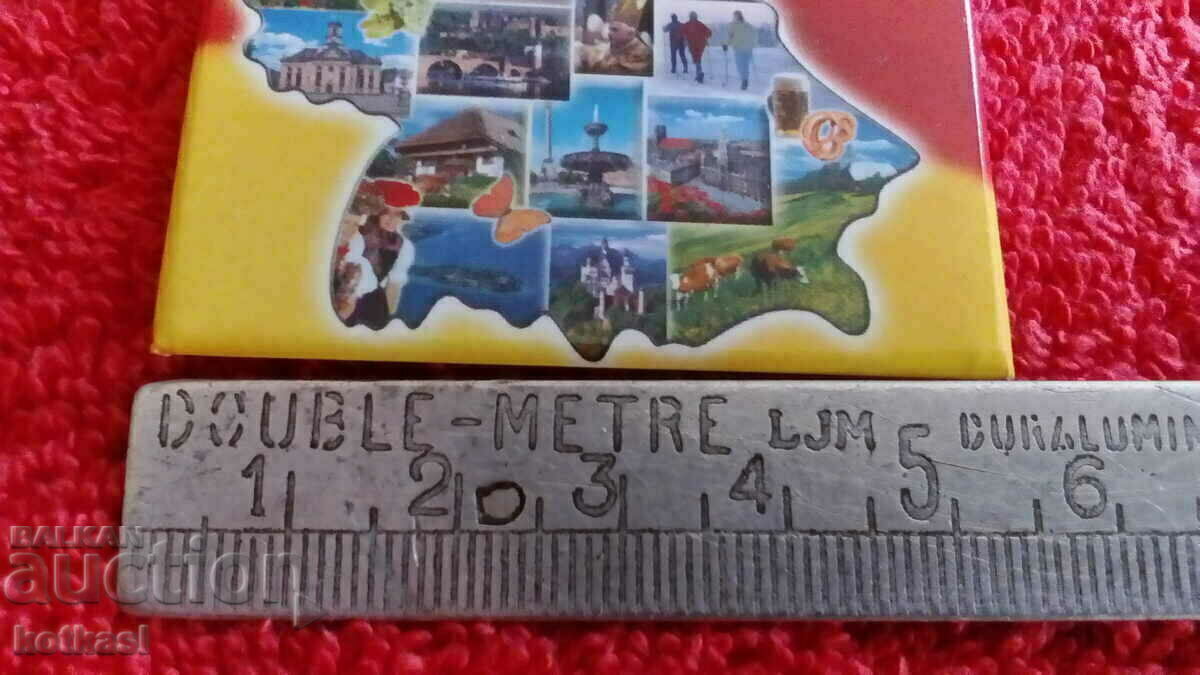 DOUBLE-METRE LJM DURALUMIN
1 2 3 4 5 6
BALKAN
auction
kotkasl